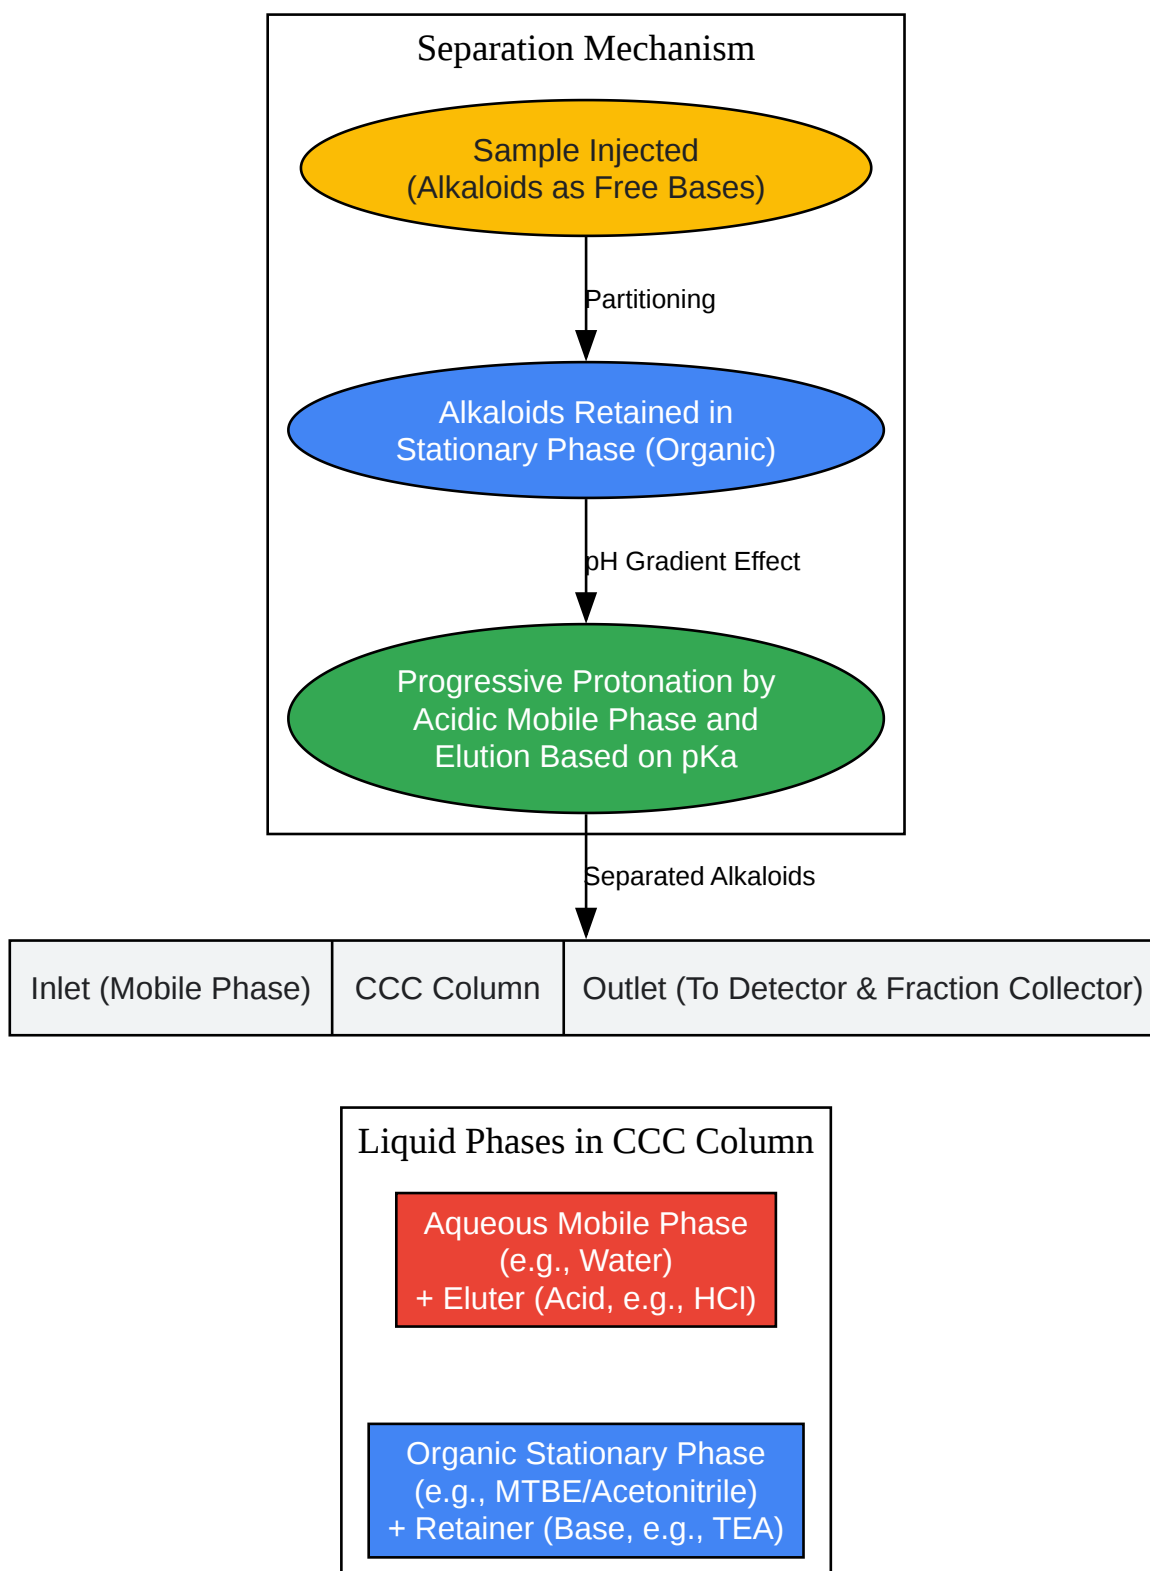 Separation Mechanism
Sample Injected
(Alkaloids as Free Bases)
Partitioning
Alkaloids Retained in
Stationary Phase (Organic)
pH Gradient Effect
Progressive Protonation by
Acidic Mobile Phase and
Elution Based on pKa
Separated Alkaloids
Inlet (Mobile Phase)
CCC Column
Outlet (To Detector & Fraction Collector)
Liquid Phases in CCC Column
Aqueous Mobile Phase
(e.g., Water)
+ Eluter (Acid, e.g., HCl)
Organic Stationary Phase
(e.g., MTBE/Acetonitrile)
+ Retainer (Base, e.g., TEA)